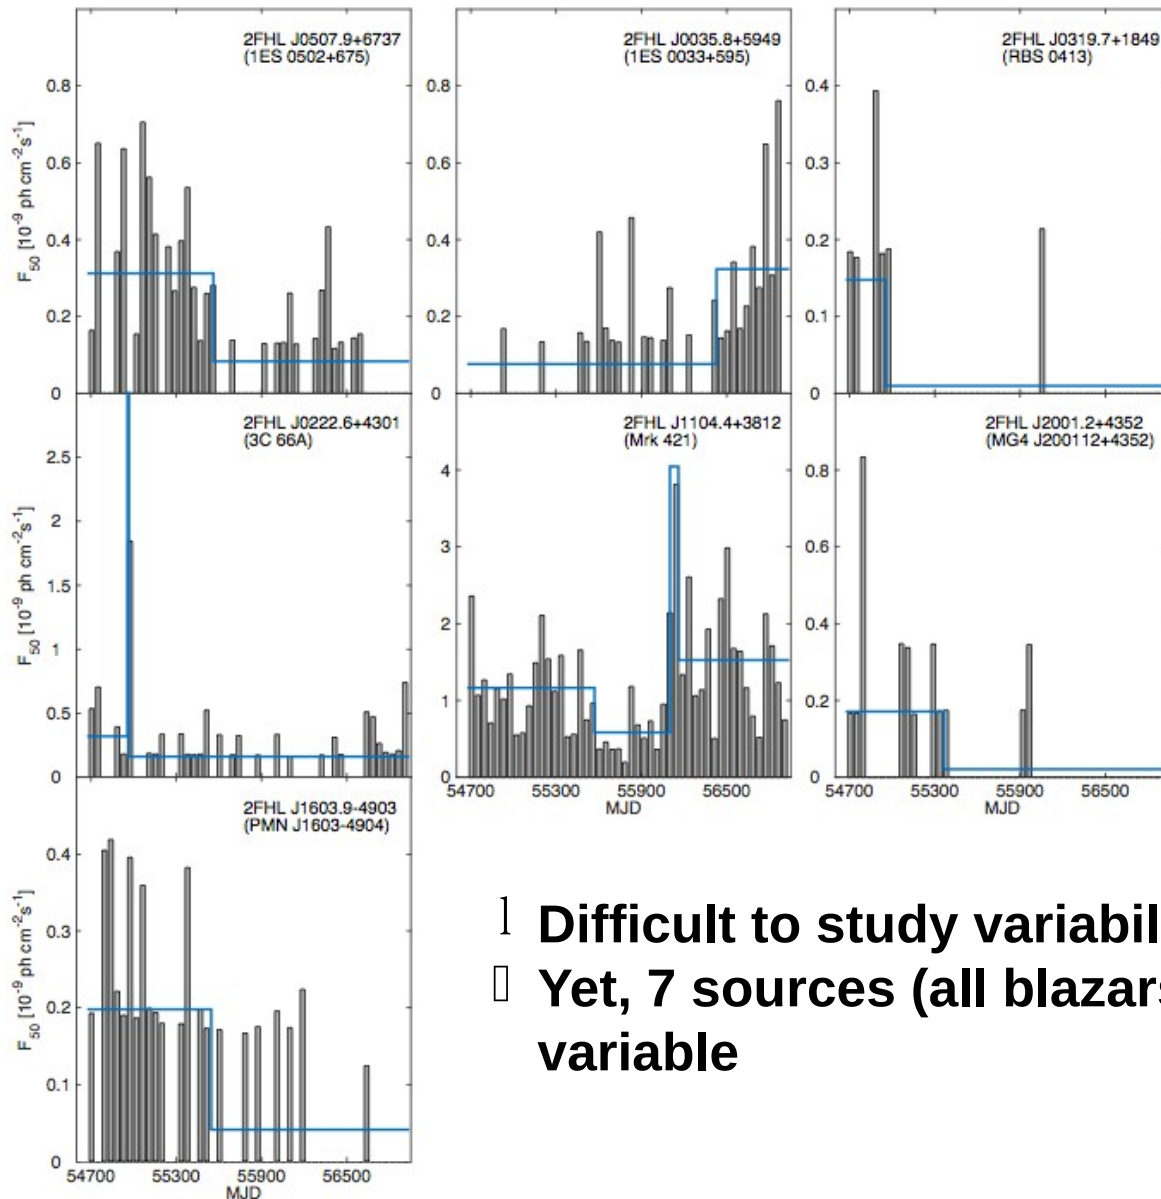 2FHL J0507.9+6737
(1ES 0502+675)
0.8
0.6
0.4
0.2
0
F50 [10-9 ph cm-2s-1]
2FHL J0035.8+5949
(1ES 0033+595)
0.8
0.6
0.4
0.2
0
2FHL J0319.7+1849
(RBS 0413)
0.4
0.3
0.2
0.1
0
2FHL J0222.6+4301
(3C 66A)
2.5
2
1.5
1
0.5
0
F50 [10-9 ph cm-2s-1]
2FHL J1104.4+3812
(Mrk 421)
4
3
2
1
0
54700 55300 55900 56500
MJD
2FHL J2001.2+4352
(MG4 J200112+4352)
0.8
0.6
0.4
0.2
0
54700 55300 55900 56500
MJD
2FHL J1603.9-4903
(PMN J1603-4904)
0.4
0.3
0.2
0.1
0
F50 [10-9 ph cm-2s-1]
54700 55300 55900 56500
MJD
l Difficult to study variabil
Yet, 7 sources (all blazars
variable